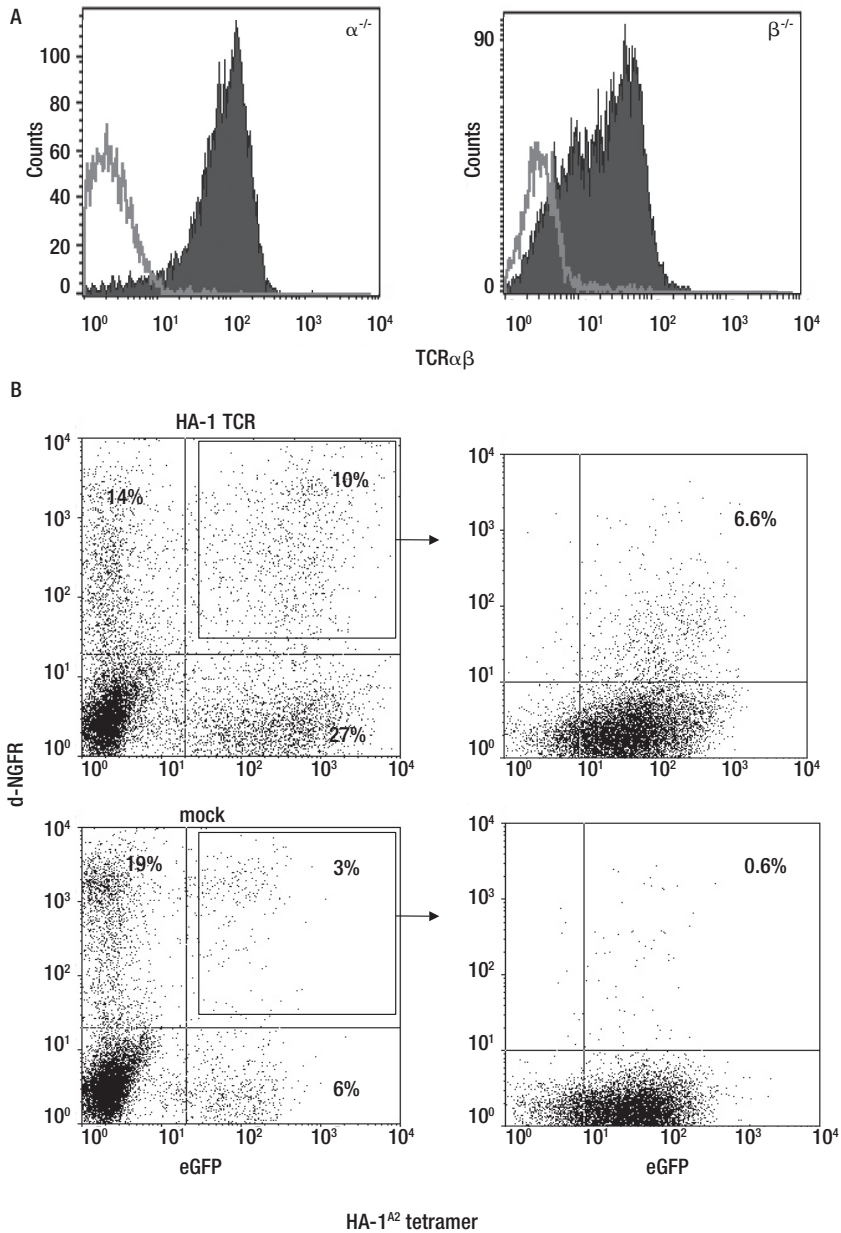 A
α-/-
100
80
60
40
20
0
Counts
10⁰ 10¹ 10² 10³ 10⁴
β-/-
90
0
Counts
10⁰ 10¹ 10² 10³ 10⁴
TCRαβ
B
HA-1 TCR
10⁴
10³
10²
10¹
10⁰
14%
10%
27%
10⁰ 10¹ 10² 10³ 10⁴
10⁴
10³
10²
10¹
10⁰
6.6%
10⁰ 10¹ 10² 10³ 10⁴
d-NGFR
mock
10⁴
10³
10²
10¹
10⁰
19%
3%
6%
10⁰ 10¹ 10² 10³ 10⁴
eGFP
10⁴
10³
10²
10¹
10⁰
0.6%
10⁰ 10¹ 10² 10³ 10⁴
eGFP
HA-1ᴬ² tetramer